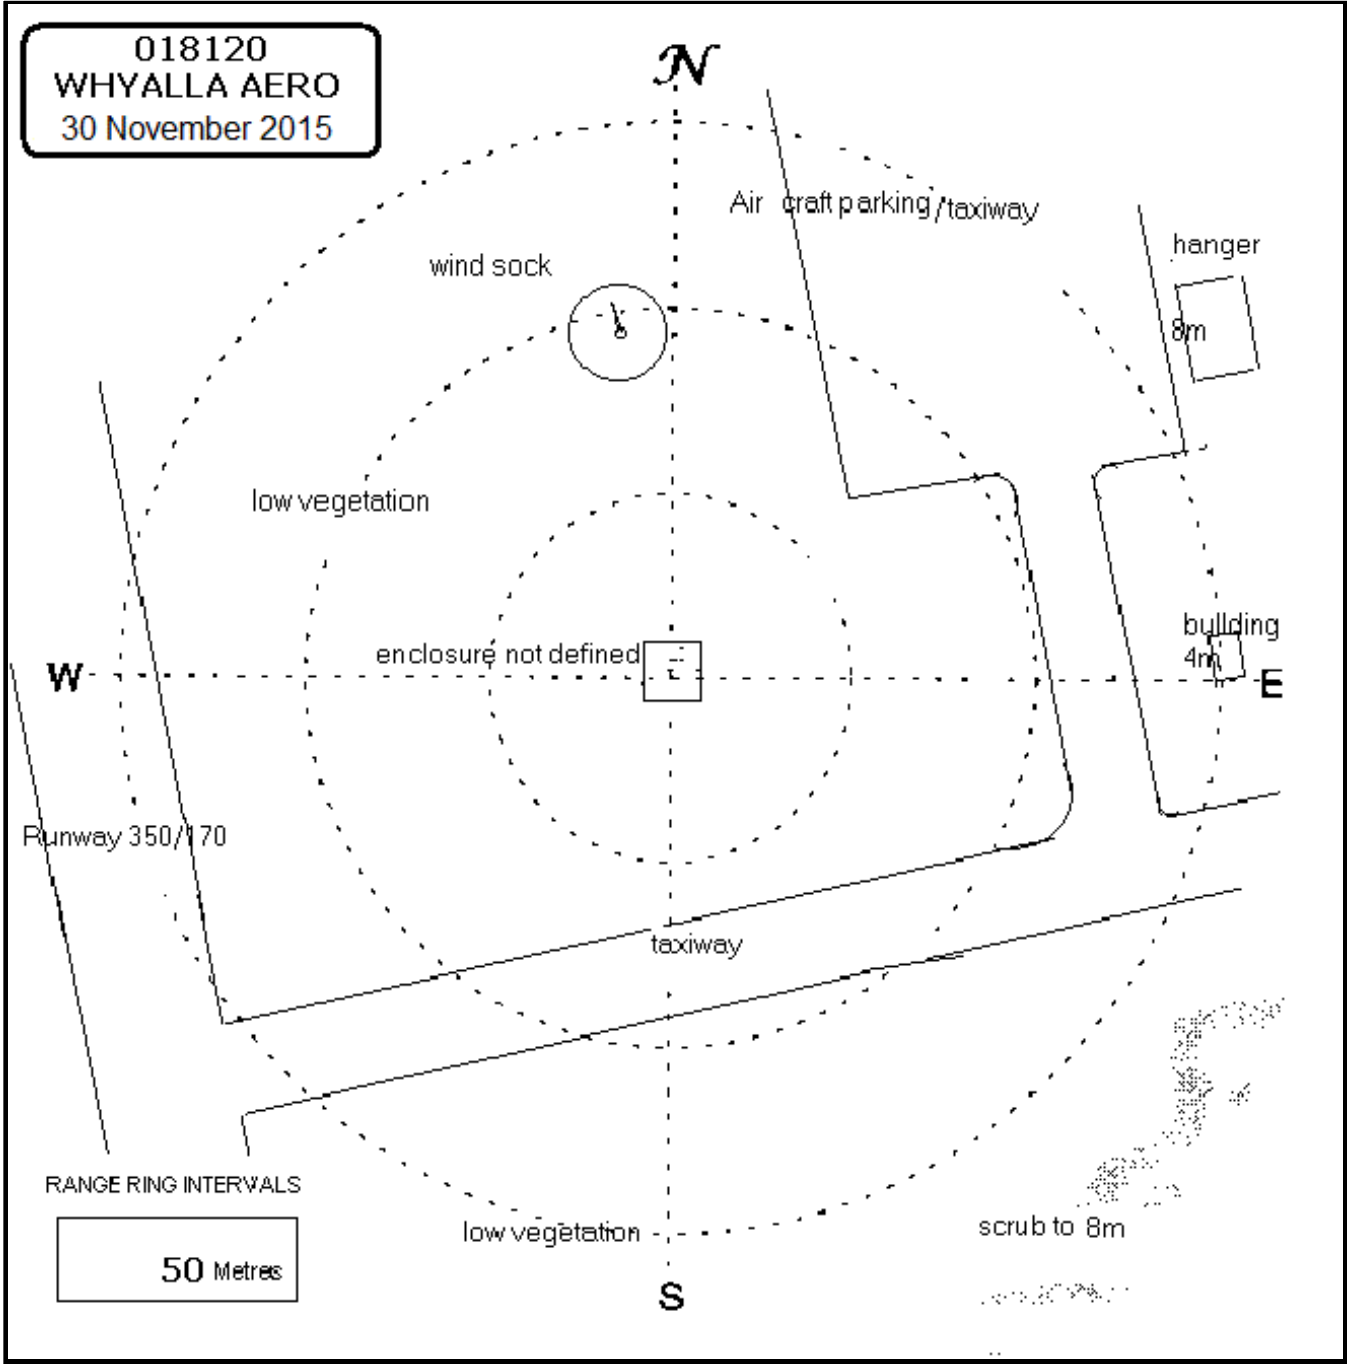 018120
WHYALLA AERO
30 November 2015
N
Air craft parking/taxiway
hanger
wind sock
8m
low vegetation
building
enclosure not defined
4m
W
E
Runway 350/170
taxiway
RANGE RING INTERVALS
low vegetation
scrub to 8m
50 Metres
S